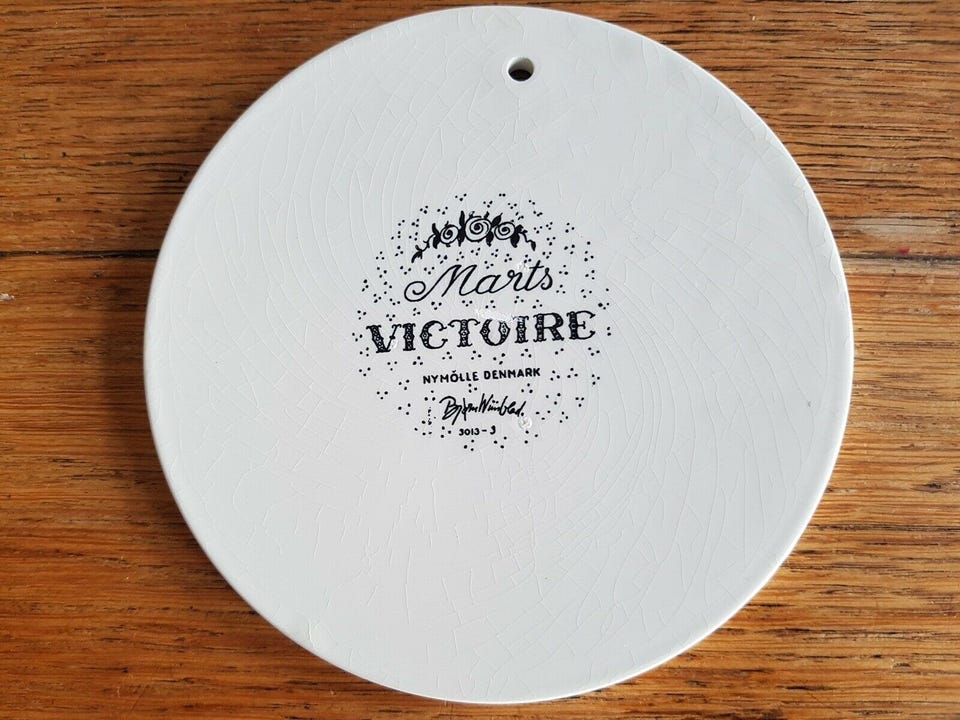 Marts
VICTOIRE
NYMÖLLE DENMARK
Bjørn Wiinblad.
3013-3